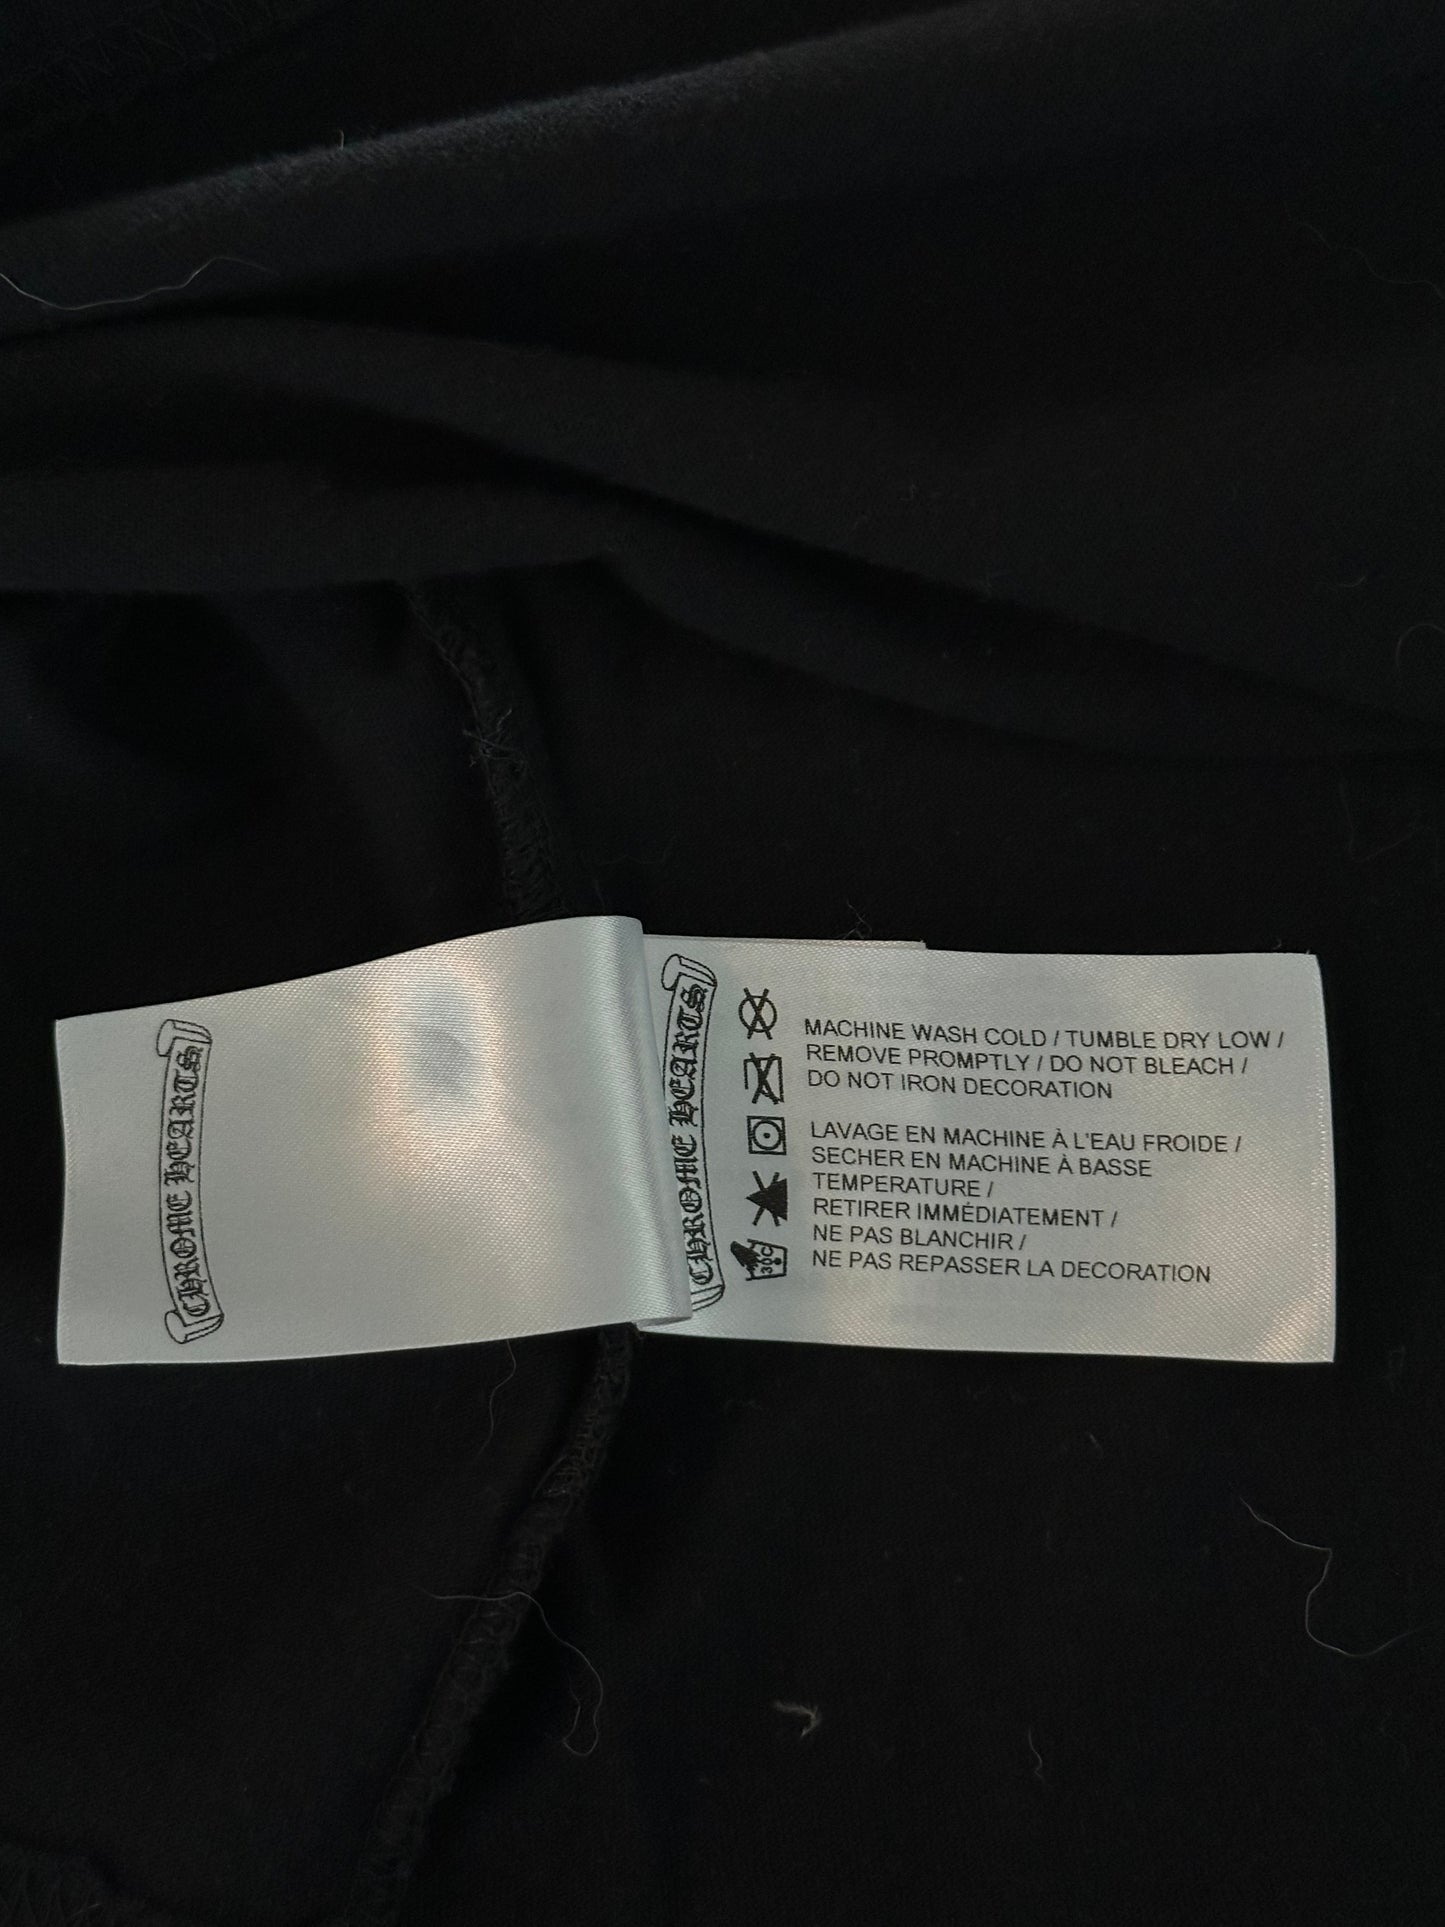 CHROME HEARTS
CHROME HEARTS
MACHINE WASH COLD / TUMBLE DRY LOW /
REMOVE PROMPTLY / DO NOT BLEACH /
DO NOT IRON DECORATION
LAVAGE EN MACHINE À L'EAU FROIDE /
SECHER EN MACHINE À BASSE
TEMPERATURE /
RETIRER IMMÉDIATEMENT /
NE PAS BLANCHIR /
NE PAS REPASSER LA DECORATION
30C